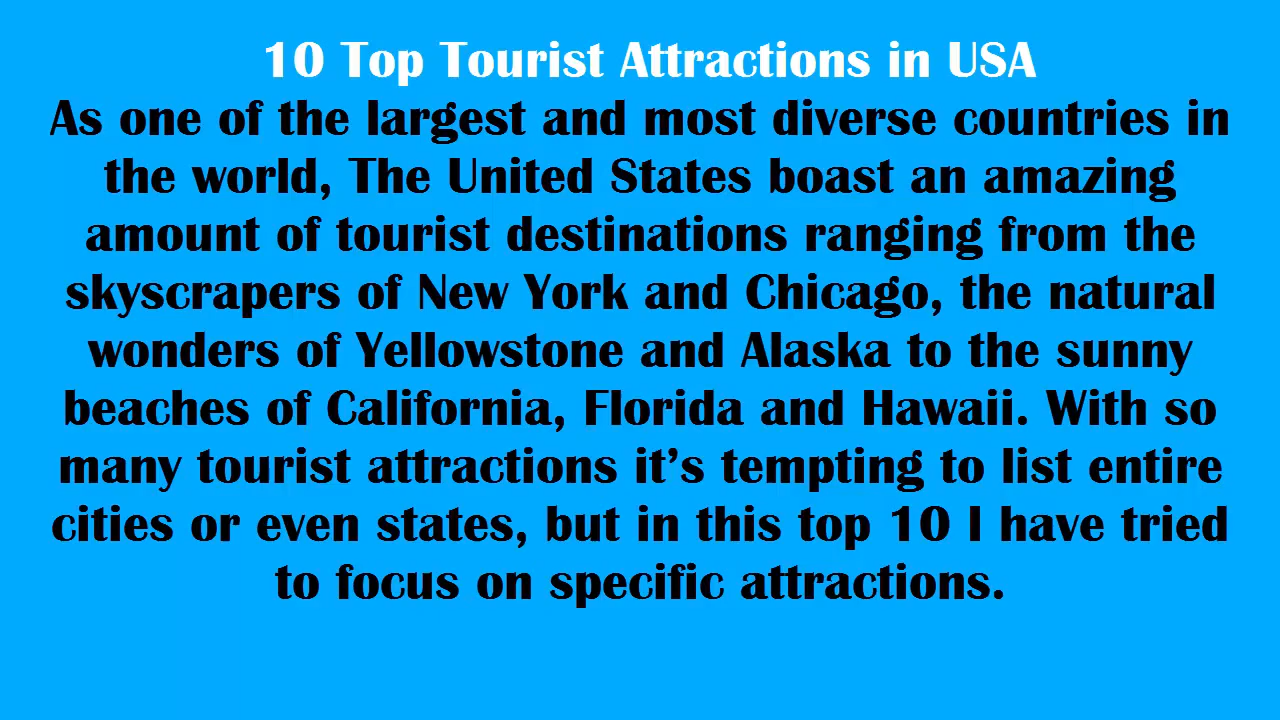 10 Top Tourist Attractions in USA
As one of the largest and most diverse countries in
the world, The United States boast an amazing
amount of tourist destinations ranging from the
skyscrapers of New York and Chicago, the natural
wonders of Yellowstone and Alaska to the sunny
beaches of California, Florida and Hawaii. With so
many tourist attractions it’s tempting to list entire
cities or even states, but in this top 10 I have tried
to focus on specific attractions.